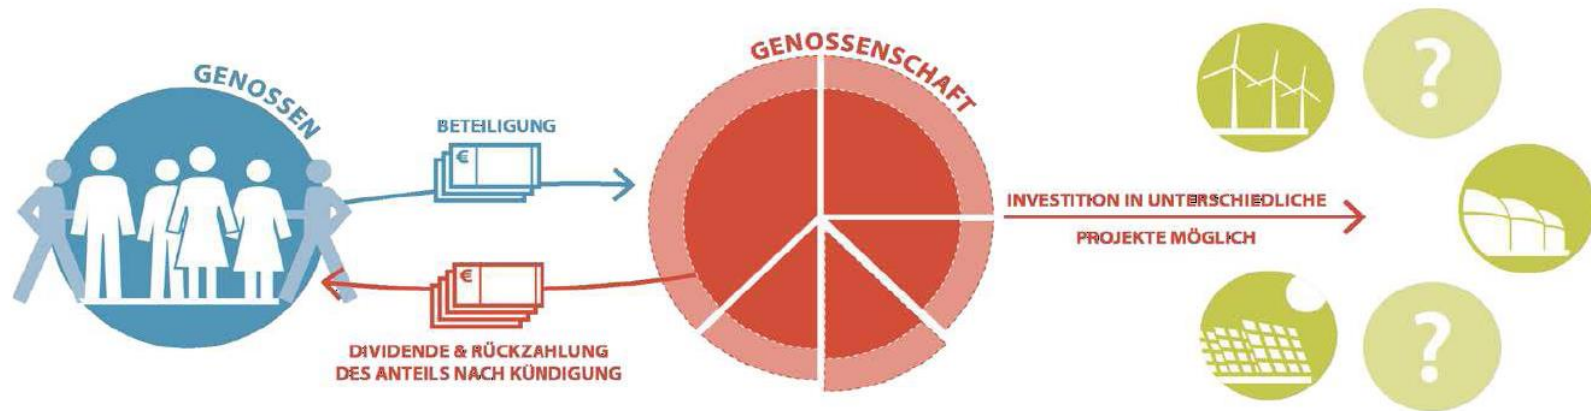 GENOSSEN
BETEILIGUNG
€
€
DIVIDENDE & RÜCKZAHLUNG
DES ANTEILS NACH KÜNDIGUNG
GENOSSENSCHAFT
INVESTITION IN UNTERSCHIEDLICHE
PROJEKTE MÖGLICH
?
?